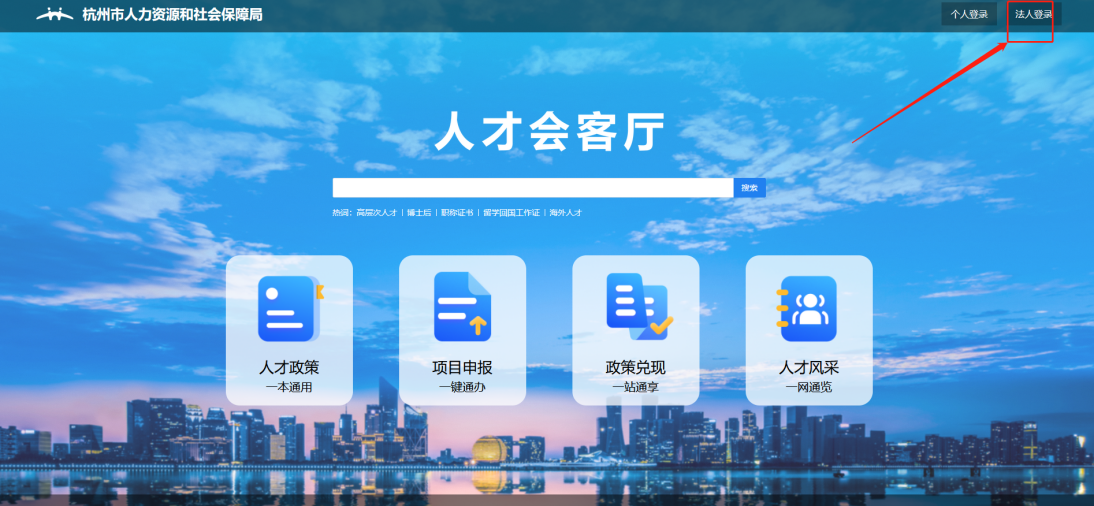 杭州市人力资源和社会保障局
个人登录
法人登录
人才会客厅
搜索
热词：高层次人才 | 博士后 | 职称证书 | 留学回国工作证 | 海外人才
人才政策
一本通用
项目申报
一键通办
政策兑现
一站通享
人才风采
一网通览